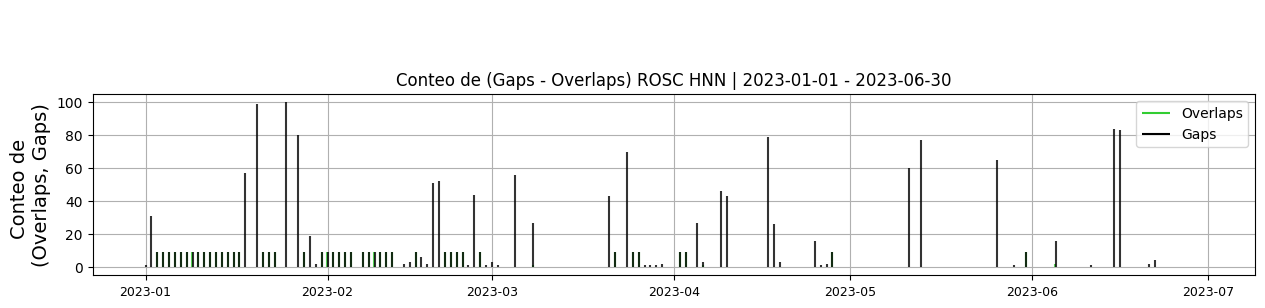 Conteo de (Gaps - Overlaps) ROSC HNN | 2023-01-01 - 2023-06-30
Conteo de
(Overlaps, Gaps)
100
80
60
40
20
0
Overlaps
Gaps
2023-01
2023-02
2023-03
2023-04
2023-05
2023-06
2023-07